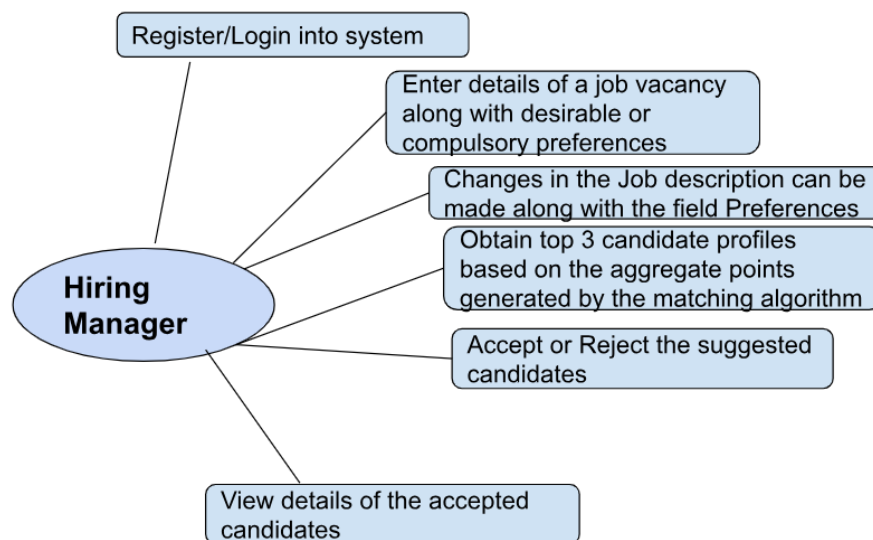 Register/Login into system
Enter details of a job vacancy
along with desirable or
compulsory preferences
Changes in the Job description can be
made along with the field Preferences
Obtain top 3 candidate profiles
based on the aggregate points
generated by the matching algorithm
Hiring
Manager
Accept or Reject the suggested
candidates
View details of the accepted
candidates